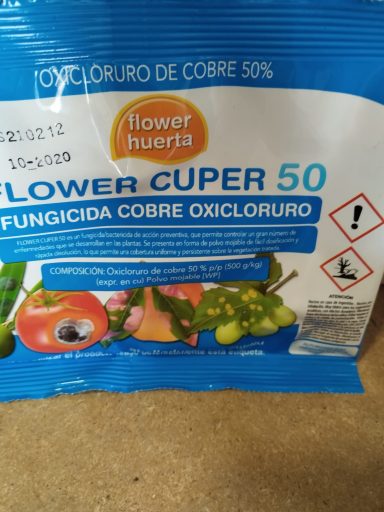 OXICLORURO DE COBRE 50%
S210212
10-2020
flower
huerta
FLOWER CUPER 50
FUNGICIDA COBRE OXICLORURO
FLOWER CUPER 50 es un fungicida/bactericida de acción preventiva, que permite controlar un gran número de
enfermedades que se desarrollan en las plantas. Se presenta en forma de polvo mojable de fácil dosificación y
rápida disolución, lo que permite una cobertura uniforme y persistente sobre la vegetación tratada.
COMPOSICIÓN: Oxicloruro de cobre 50 % p/p (500 g/kg)
(expr. en cu) Polvo mojable [WP]
ATENCIÓN
el producto
esta etiqueta.